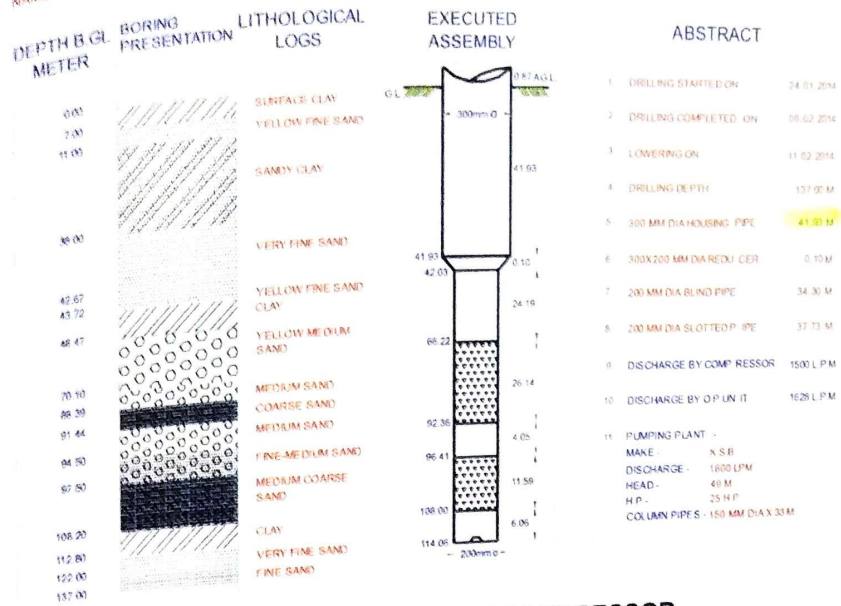 DEPTH B.GL METER
BORING PRESENTATION
LITHOLOGICAL LOGS
EXECUTED ASSEMBLY
ABSTRACT
0.00
2.00
11.00
39.00
42.67
43.72
48.47
70.10
88.39
91.44
94.50
97.50
108.20
112.80
122.00
137.00
SURFACE CLAY
YELLOW FINE SAND
SANDY CLAY
VERY FINE SAND
YELLOW FINE SAND
CLAY
YELLOW MEDIUM
SAND
MEDIUM SAND
COARSE SAND
MEDIUM SAND
FINE-MEDIUM SAND
MEDIUM COARSE
SAND
CLAY
VERY FINE SAND
FINE SAND
0.87 AGL
GL
300mm Ø
41.93
41.93
42.03
0.10
24.19
66.22
26.14
92.36
4.05
96.41
11.59
108.00
6.06
114.06
200mm ø
1 DRILLING STARTED ON 24.01.2014
2 DRILLING COMPLETED ON 08.02.2014
3 LOWERING ON 11.02.2014
4 DRILLING DEPTH 137.00 M
5 300 MM DIA HOUSING PIPE 41.93 M
6 300X200 MM DIA REDUCER 0.10 M
7 200 MM DIA BLIND PIPE 34.30 M
8 200 MM DIA SLOTTED PIPE 37.73 M
9 DISCHARGE BY COMPRESSOR 1500 L.P.M
10 DISCHARGE BY O P UNIT 1628 L.P.M
11 PUMPING PLANT -
MAKE - K.S.B
DISCHARGE - 1800 LPM
HEAD - 49 M
H.P - 25 H.P
COLUMN PIPES - 150 MM DIA X 33 M